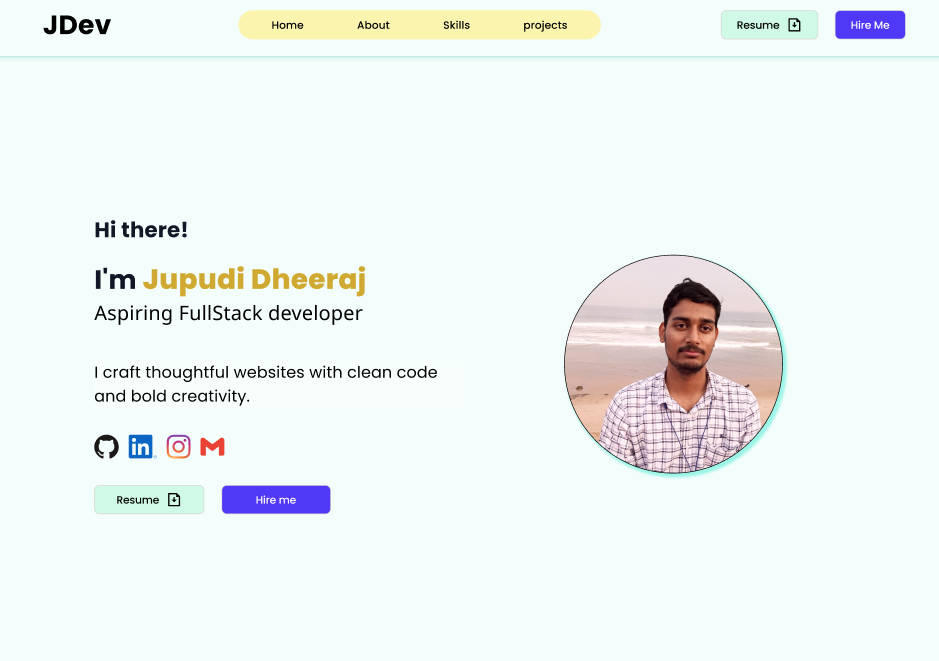 JDev
Home About Skills projects
Resume
Hire Me
Hi there!
I'm Jupudi Dheeraj
Aspiring FullStack developer
I craft thoughtful websites with clean code
and bold creativity.
in
Resume
Hire me